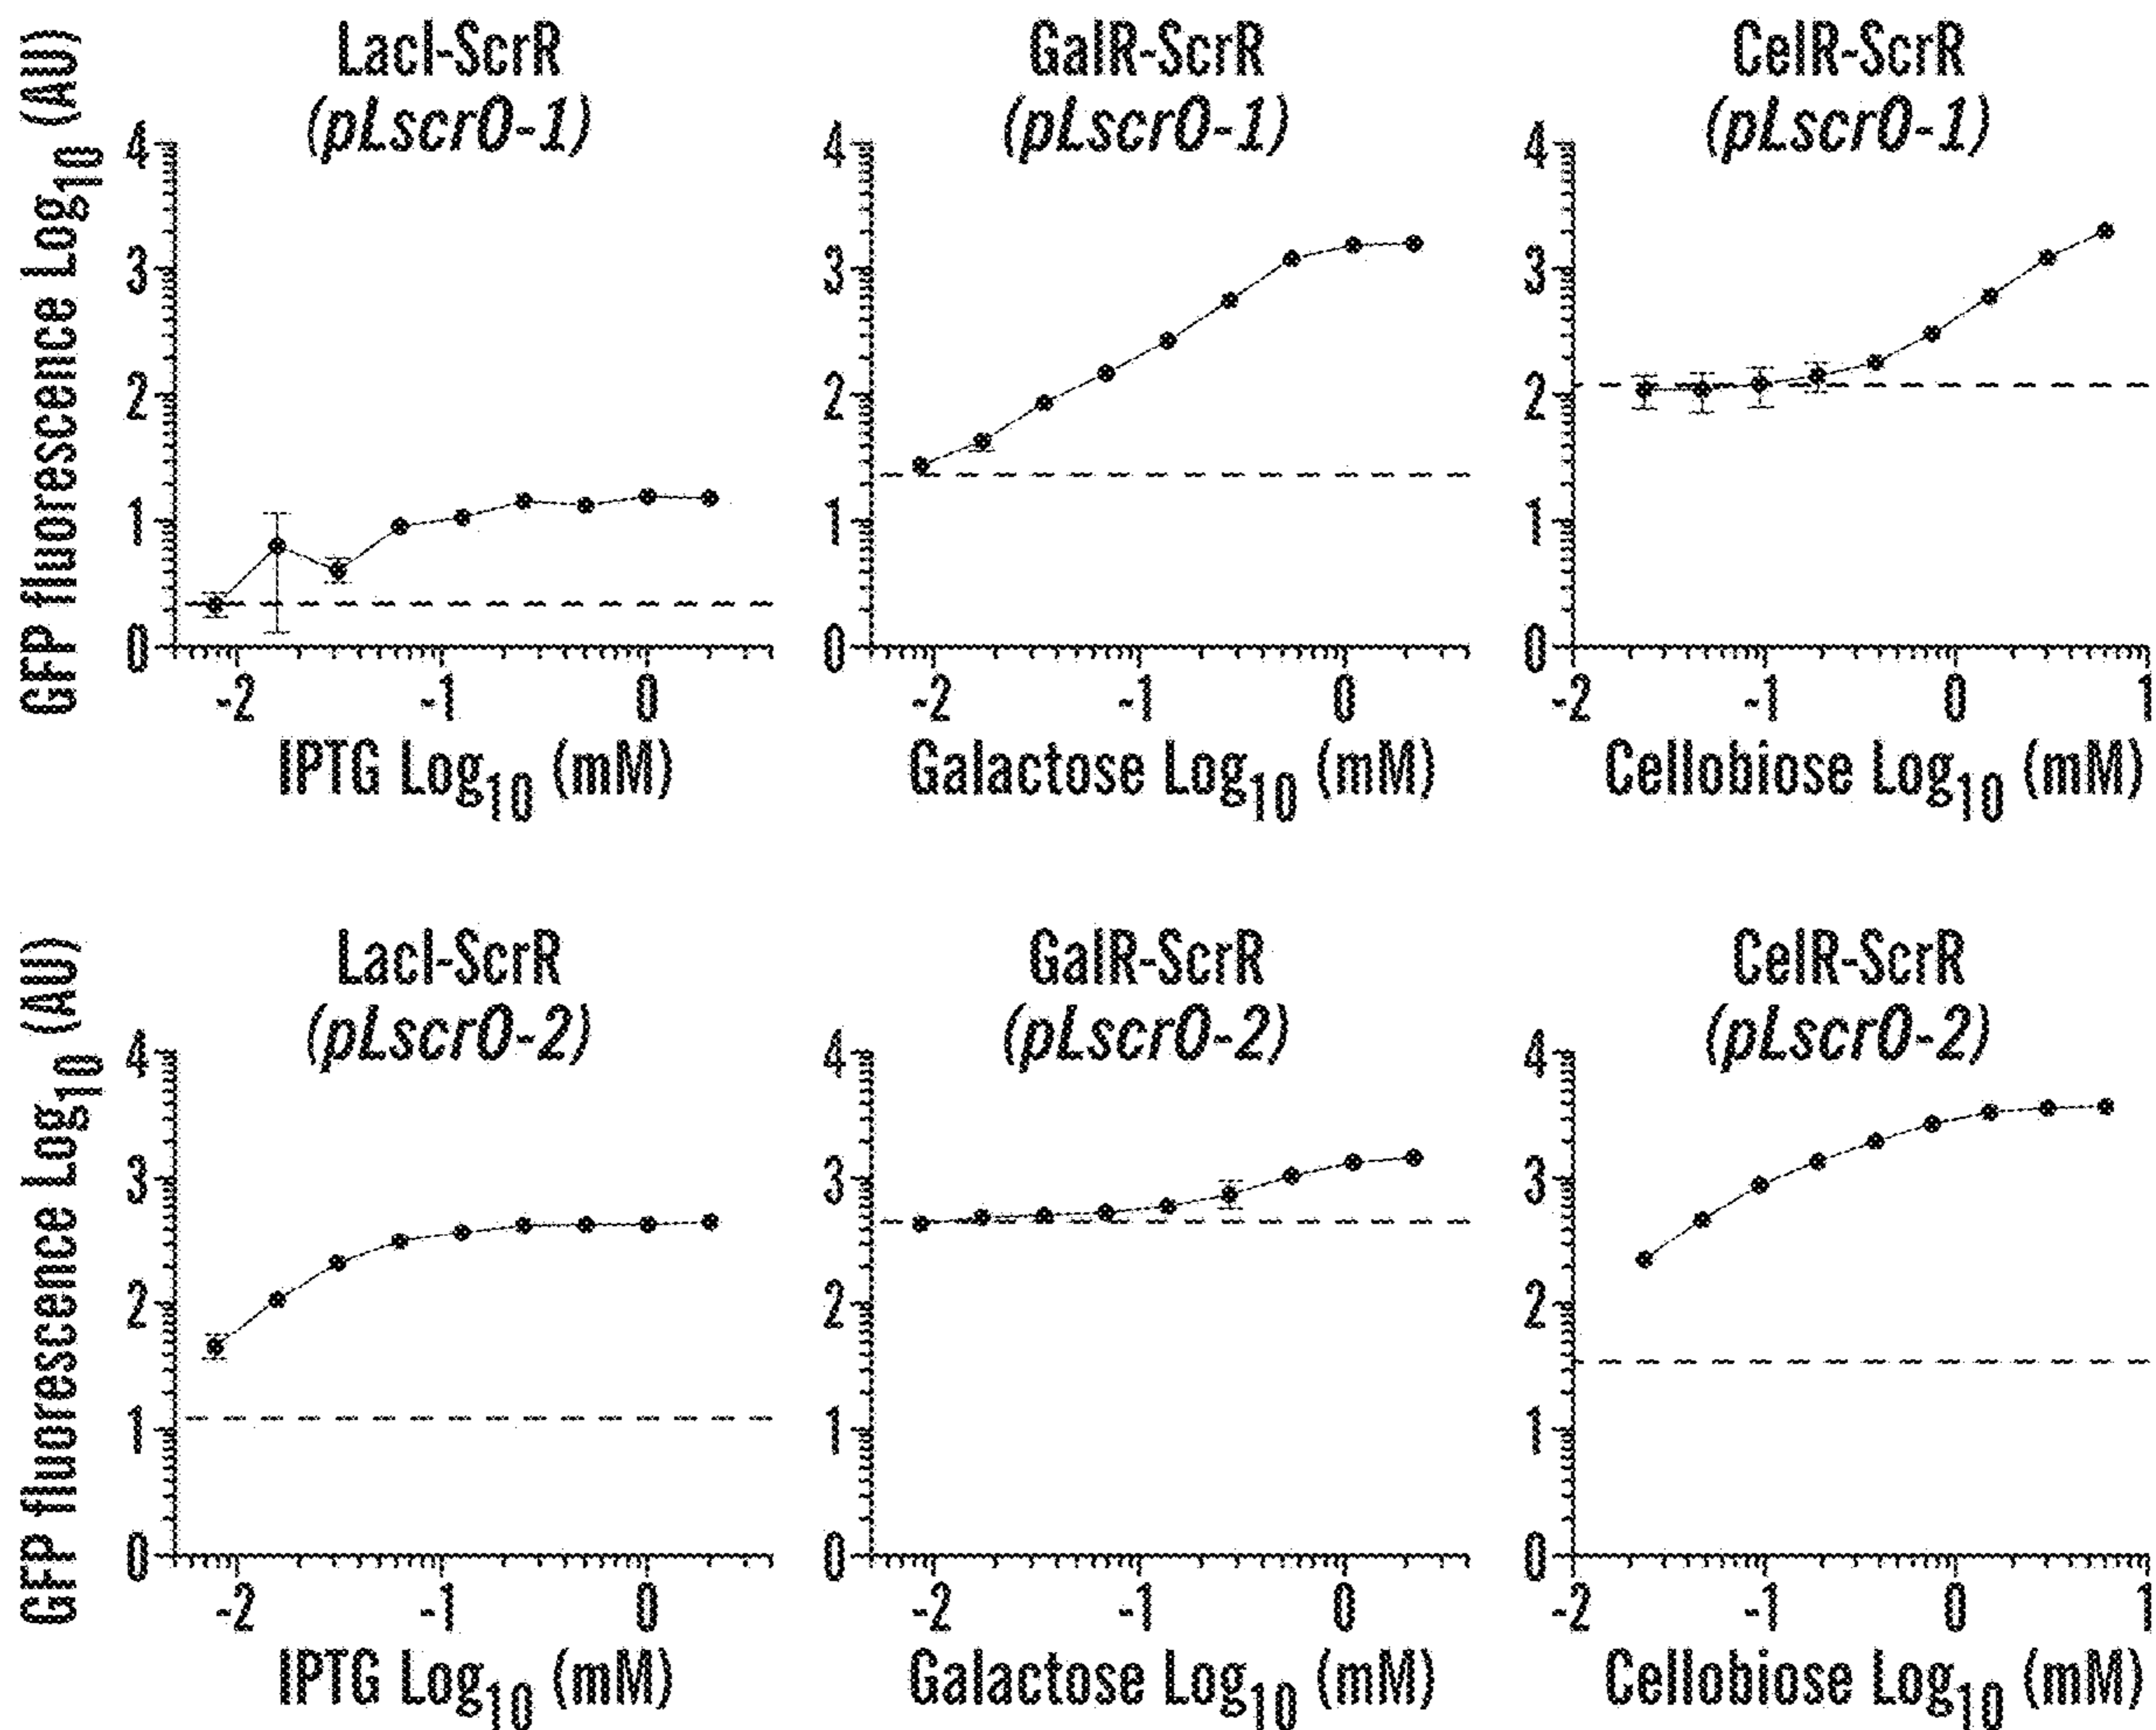 LacI-ScrR
(pLscrO-1)
GalR-ScrR
(pLscrO-1)
CelR-ScrR
(pLscrO-1)
GFP fluorescence Log10 (AU)
4
3
2
1
0
-2
-1
0
IPTG Log10 (mM)
4
3
2
1
0
-2
-1
0
Galactose Log10 (mM)
4
3
2
1
0
-2
-1
0
1
Cellobiose Log10 (mM)
LacI-ScrR
(pLscrO-2)
GalR-ScrR
(pLscrO-2)
CelR-ScrR
(pLscrO-2)
GFP fluorescence Log10 (AU)
4
3
2
1
0
-2
-1
0
IPTG Log10 (mM)
4
3
2
1
0
-2
-1
0
Galactose Log10 (mM)
4
3
2
1
0
-2
-1
0
1
Cellobiose Log10 (mM)